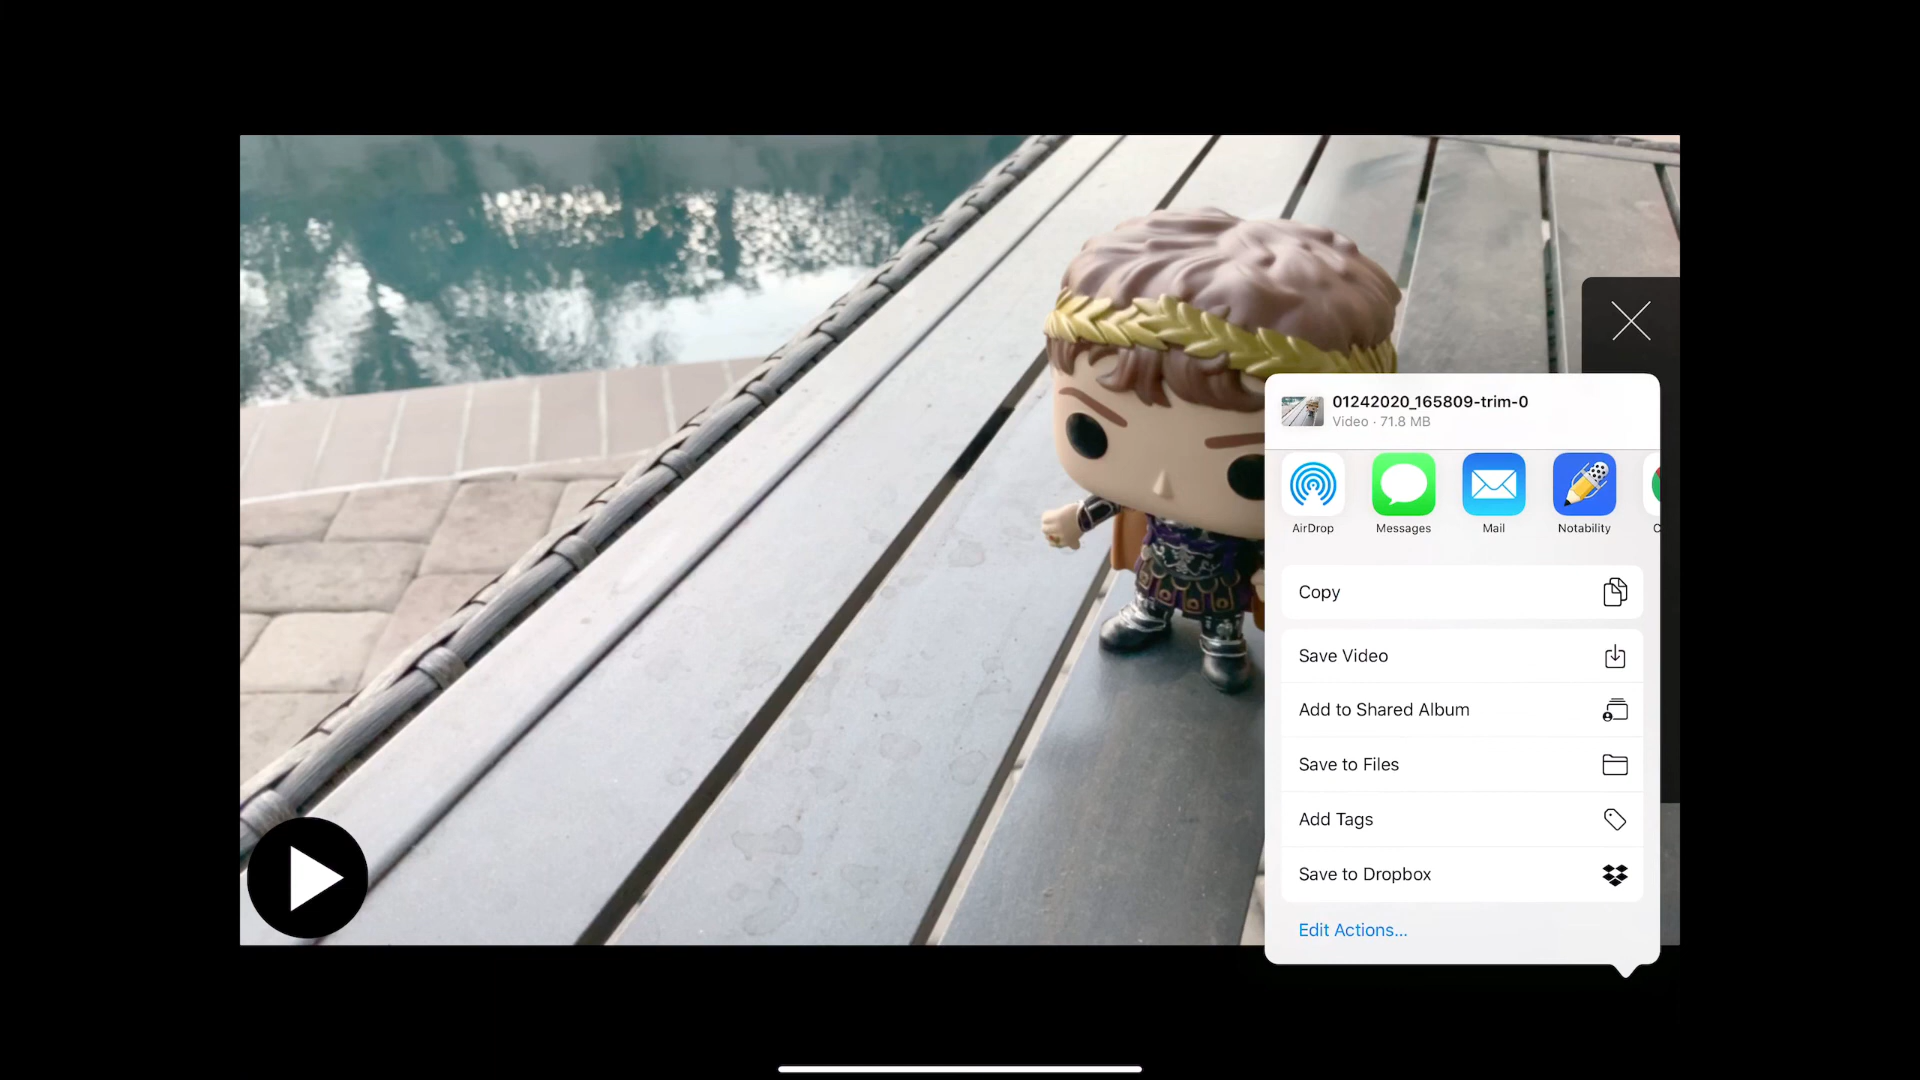 01242020_165809-trim-0
Video · 71.8 MB
AirDrop
Messages
Mail
Notability
Copy
Save Video
Add to Shared Album
Save to Files
Add Tags
Save to Dropbox
Edit Actions...